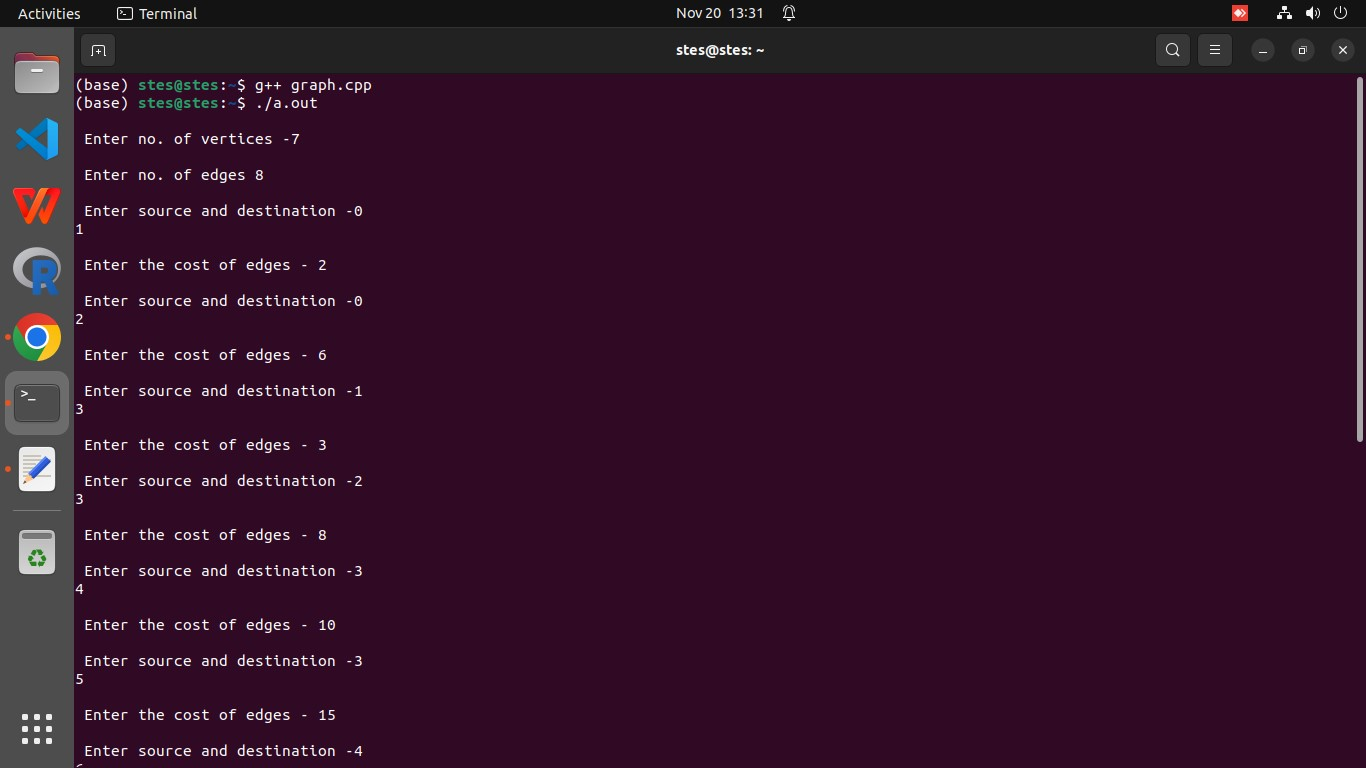 Activities Terminal Nov 20 13:31
stes@stes: ~
(base) stes@stes:~$ g++ graph.cpp
(base) stes@stes:~$ ./a.out
Enter no. of vertices -7
Enter no. of edges 8
Enter source and destination -0
1
Enter the cost of edges - 2
Enter source and destination -0
2
Enter the cost of edges - 6
Enter source and destination -1
3
Enter the cost of edges - 3
Enter source and destination -2
3
Enter the cost of edges - 8
Enter source and destination -3
4
Enter the cost of edges - 10
Enter source and destination -3
5
Enter the cost of edges - 15
Enter source and destination -4